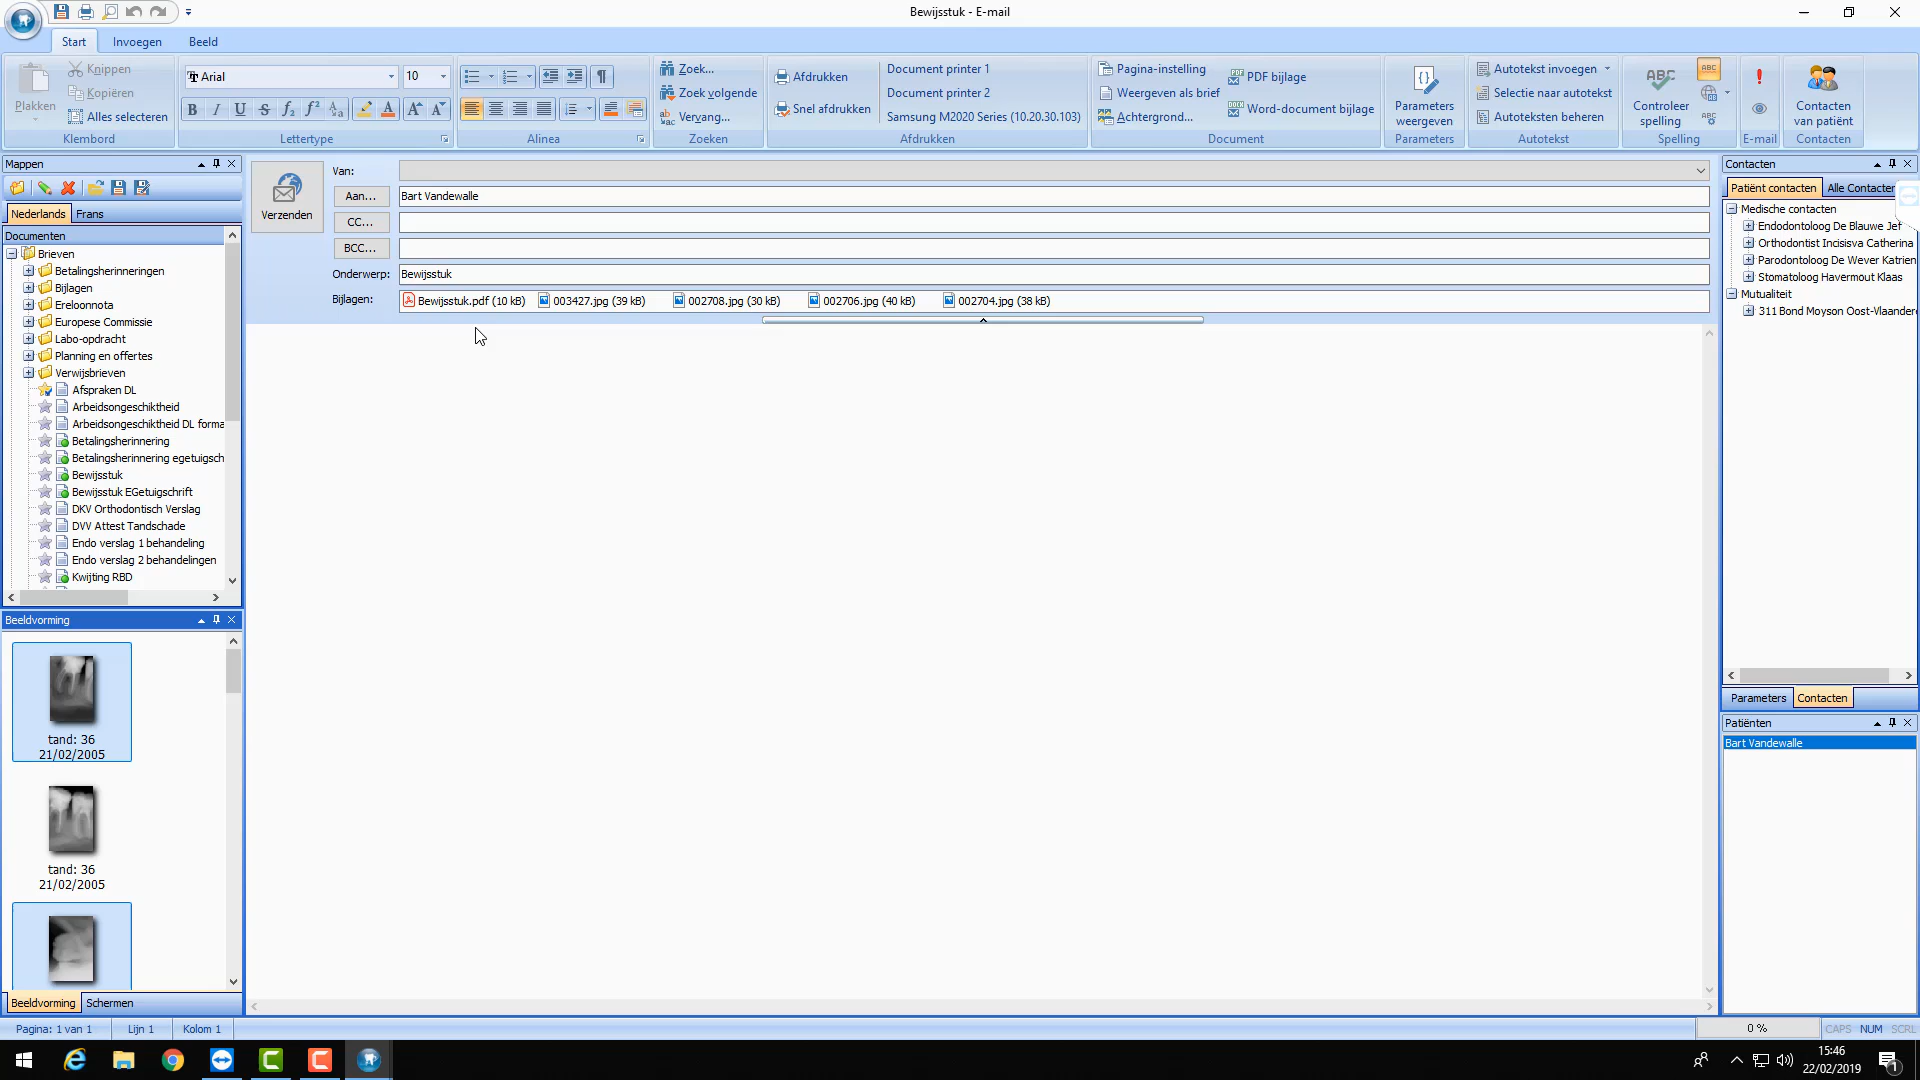 Bewijsstuk - E-mail
Start Invoegen Beeld
Plakken
Knippen
Kopiëren
Alles selecteren
Klembord
Arial 10
Lettertype
Alinea
Zoek...
Zoek volgende
Vervang...
Zoeken
Afdrukken
Snel afdrukken
Document printer 1
Document printer 2
Samsung M2020 Series (10.20.30.103)
Afdrukken
Pagina-instelling
Weergeven als brief
Achtergrond...
PDF bijlage
Word-document bijlage
Document
Parameters
weergeven
Parameters
Autotekst invoegen
Selectie naar autotekst
Autoteksten beheren
Autotekst
Controleer
spelling
Spelling
E-mail
Contacten
van patiënt
Contacten
Mappen
Nederlands Frans
Documenten
Brieven
Betalingsherinneringen
Bijlagen
Ereloonnota
Europese Commissie
Labo-opdracht
Planning en offertes
Verwijsbrieven
Afspraken DL
Arbeidsongeschiktheid
Arbeidsongeschiktheid DL forma
Betalingsherinnering
Betalingsherinnering egetuigsch
Bewijsstuk
Bewijsstuk EGetuigschrift
DKV Orthodontisch Verslag
DVV Attest Tandschade
Endo verslag 1 behandeling
Endo verslag 2 behandelingen
Kwijting RBD
Beeldvorming
tand: 36
21/02/2005
tand: 36
21/02/2005
Beeldvorming Schermen
Verzenden
Van:
Aan... Bart Vandewalle
CC...
BCC...
Onderwerp: Bewijsstuk
Bijlagen: Bewijsstuk.pdf (10 kB) 003427.jpg (39 kB) 002708.jpg (30 kB) 002706.jpg (40 kB) 002704.jpg (38 kB)
Contacten
Patiënt contacten Alle Contacter
Medische contacten
Endodontoloog De Blauwe Jef
Orthodontist Incisisva Catherina
Parodontoloog De Wever Katrien
Stomatoloog Havermout Klaas
Mutualiteit
311 Bond Moyson Oost-Vlaandere
Parameters Contacten
Patiënten
Bart Vandewalle
Pagina: 1 van 1 Lijn 1 Kolom 1 0 % CAPS NUM SCRL
15:46
22/02/2019